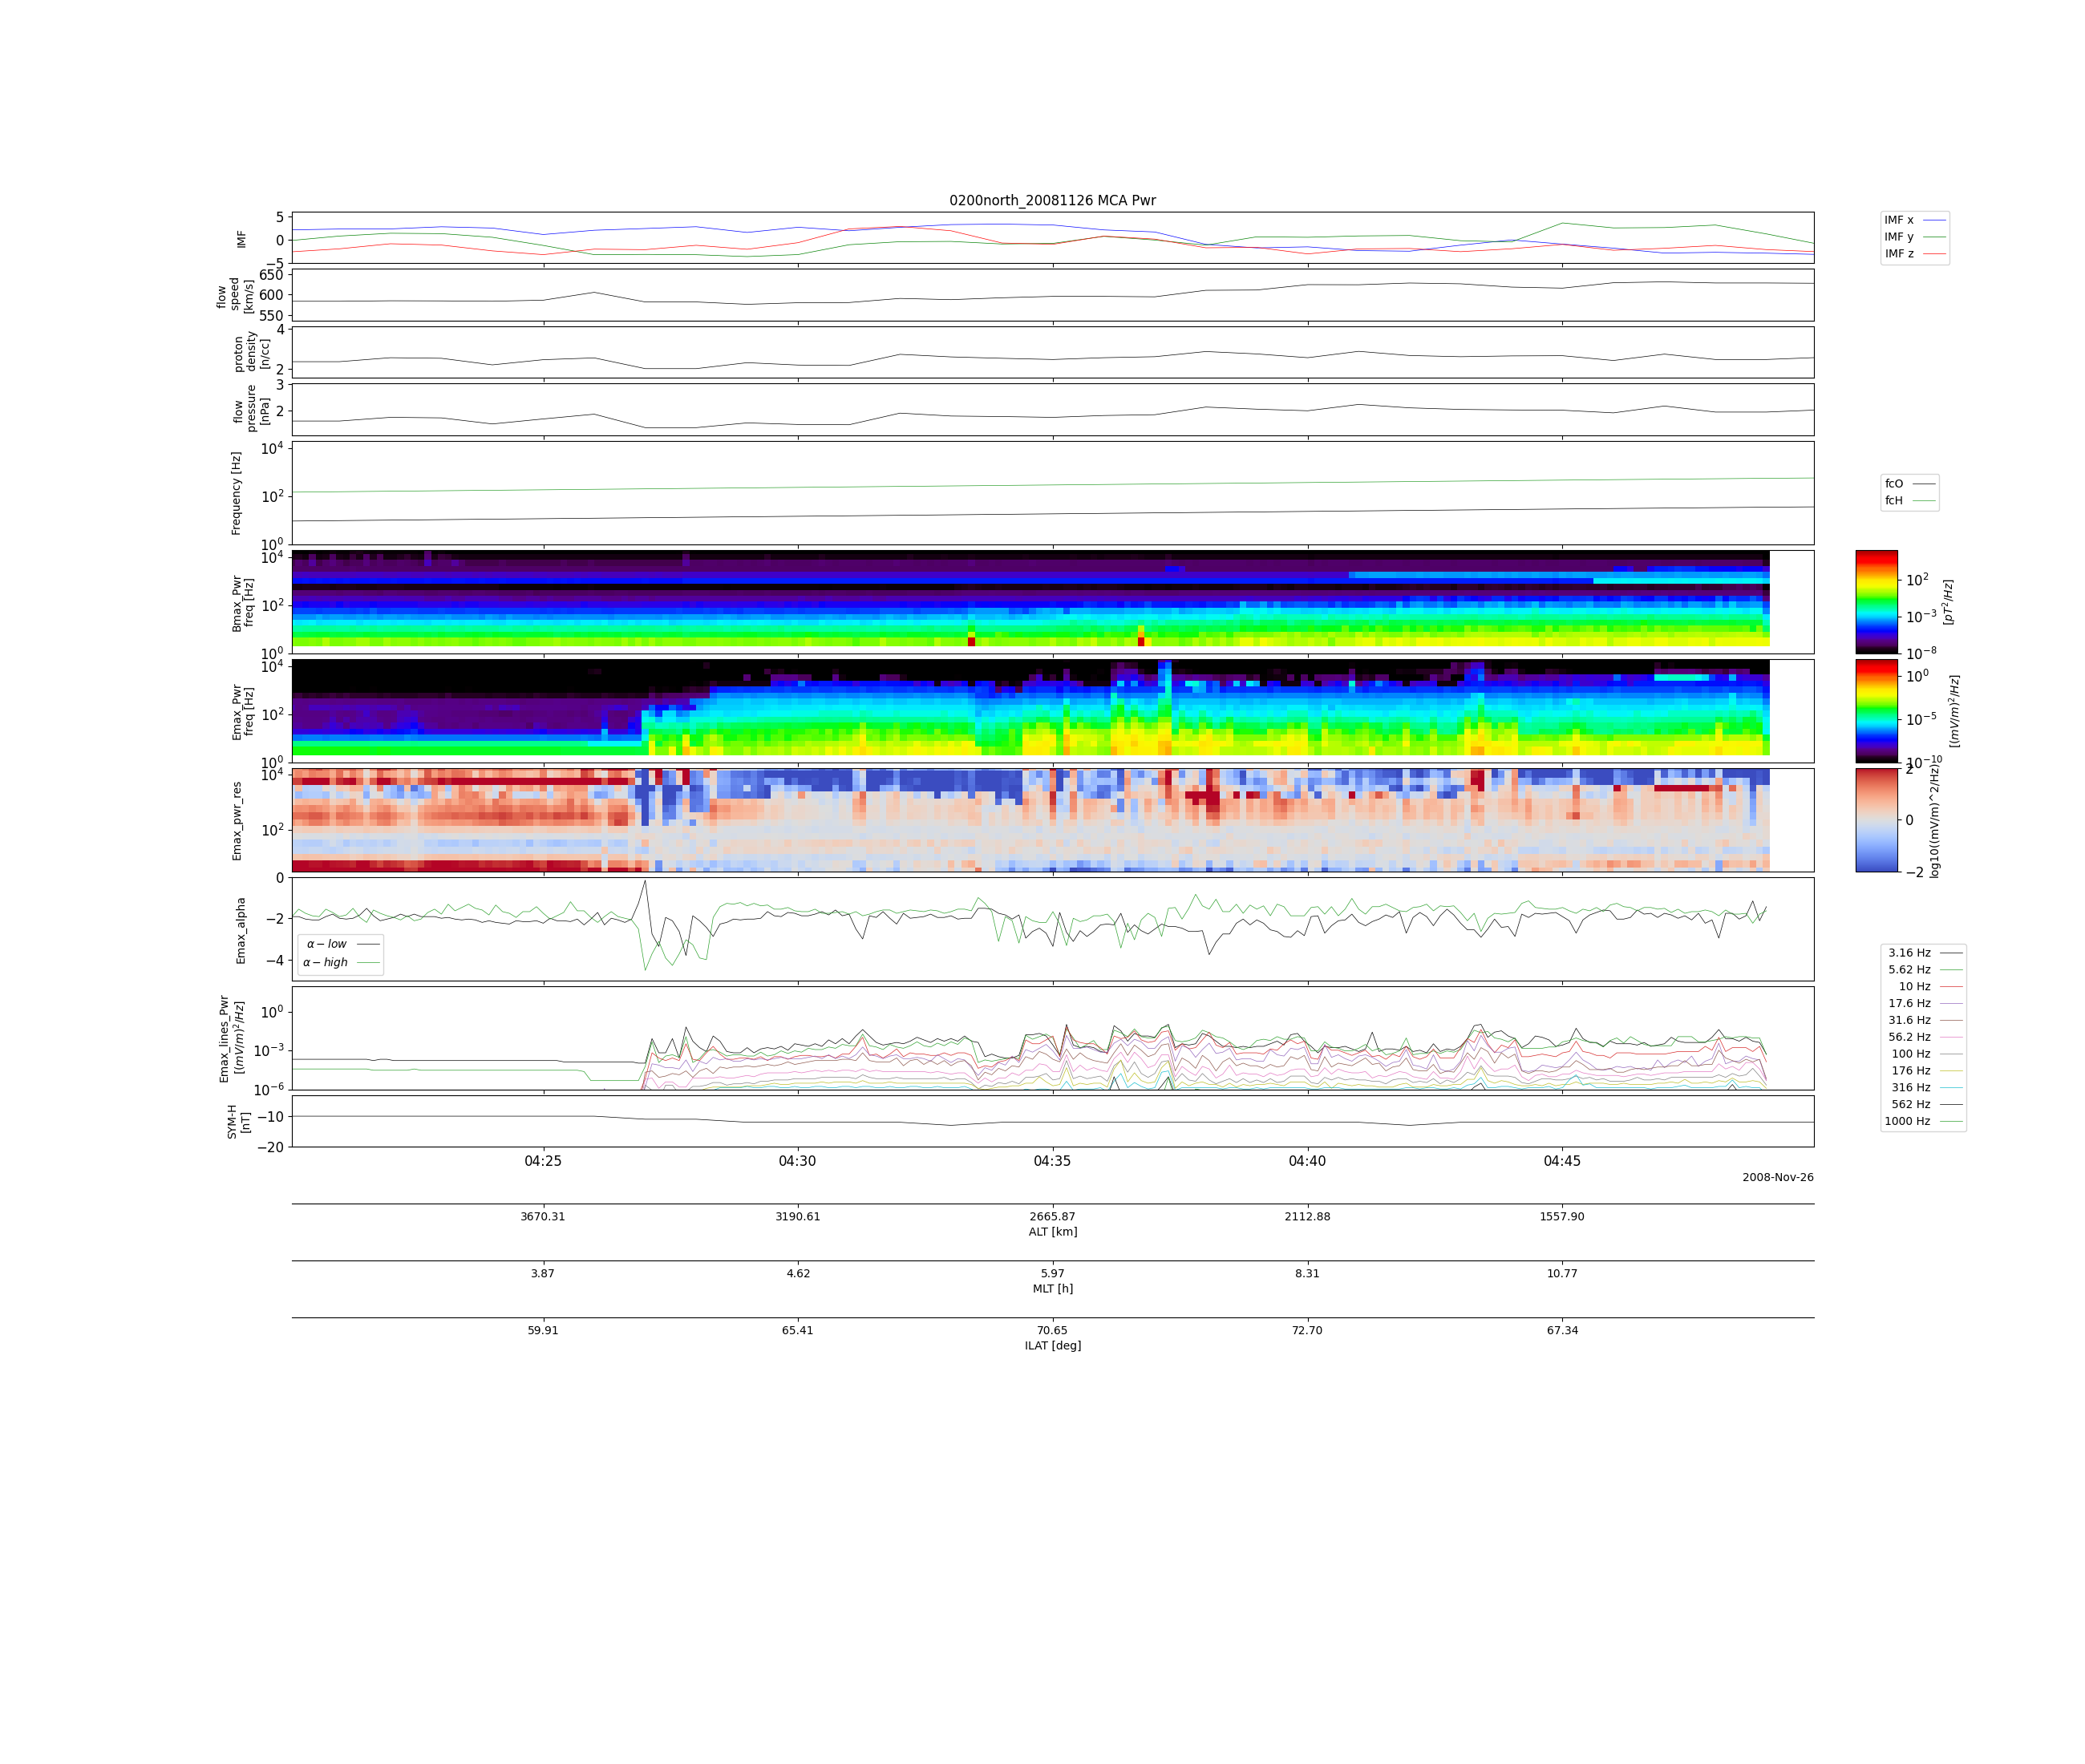 0200north_20081126 MCA Pwr
5
0
−5
IMF
IMF x
IMF y
IMF z
650
600
550
flow
speed
[km/s]
4
2
proton
density
[n/cc]
3
2
flow
pressure
[nPa]
10^4
10^2
10^0
Frequency [Hz]
fcO
fcH
10^4
10^2
10^0
Bmax_Pwr
freq [Hz]
10^2
10^−3
10^−8
[pT^2/Hz]
10^4
10^2
10^0
Emax_Pwr
freq [Hz]
10^0
10^−5
10^−10
[(mV/m)^2/Hz]
10^4
10^2
Emax_pwr_res
2
0
−2
log10((mV/m)^2/Hz)
0
−2
−4
Emax_alpha
α − low
α − high
10^0
10^−3
10^−6
Emax_lines_Pwr
[(mV/m)^2/Hz]
3.16 Hz
5.62 Hz
10 Hz
17.6 Hz
31.6 Hz
56.2 Hz
100 Hz
176 Hz
316 Hz
562 Hz
1000 Hz
−10
−20
SYM-H
[nT]
04:25 04:30 04:35 04:40 04:45
2008-Nov-26
3670.31 3190.61 2665.87 2112.88 1557.90
ALT [km]
3.87 4.62 5.97 8.31 10.77
MLT [h]
59.91 65.41 70.65 72.70 67.34
ILAT [deg]